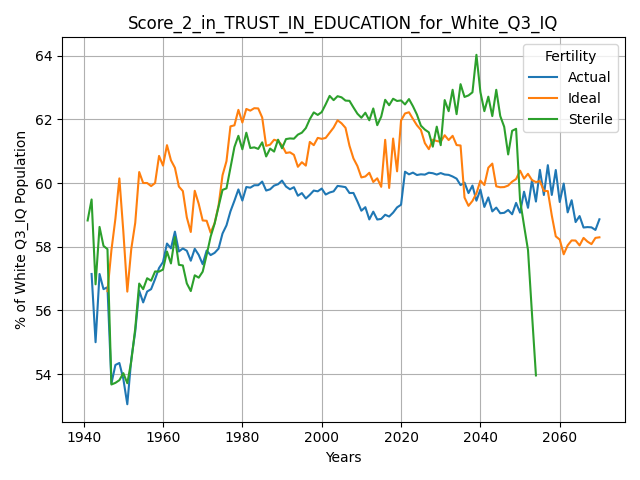 Score_2_in_TRUST_IN_EDUCATION_for_White_Q3_IQ
Fertility
Actual
Ideal
Sterile
% of White Q3_IQ Population
64
62
60
58
56
54
1940
1960
1980
2000
2020
2040
2060
Years